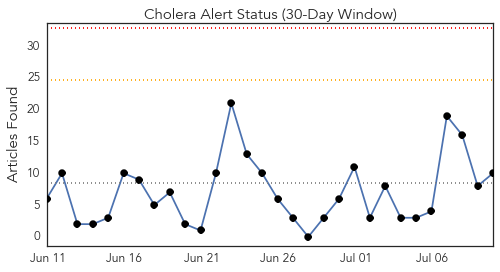 Cholera Alert Status (30-Day Window)
Articles Found
30
25
20
15
10
5
0
Jun 11 Jun 16 Jun 21 Jun 26 Jul 01 Jul 06